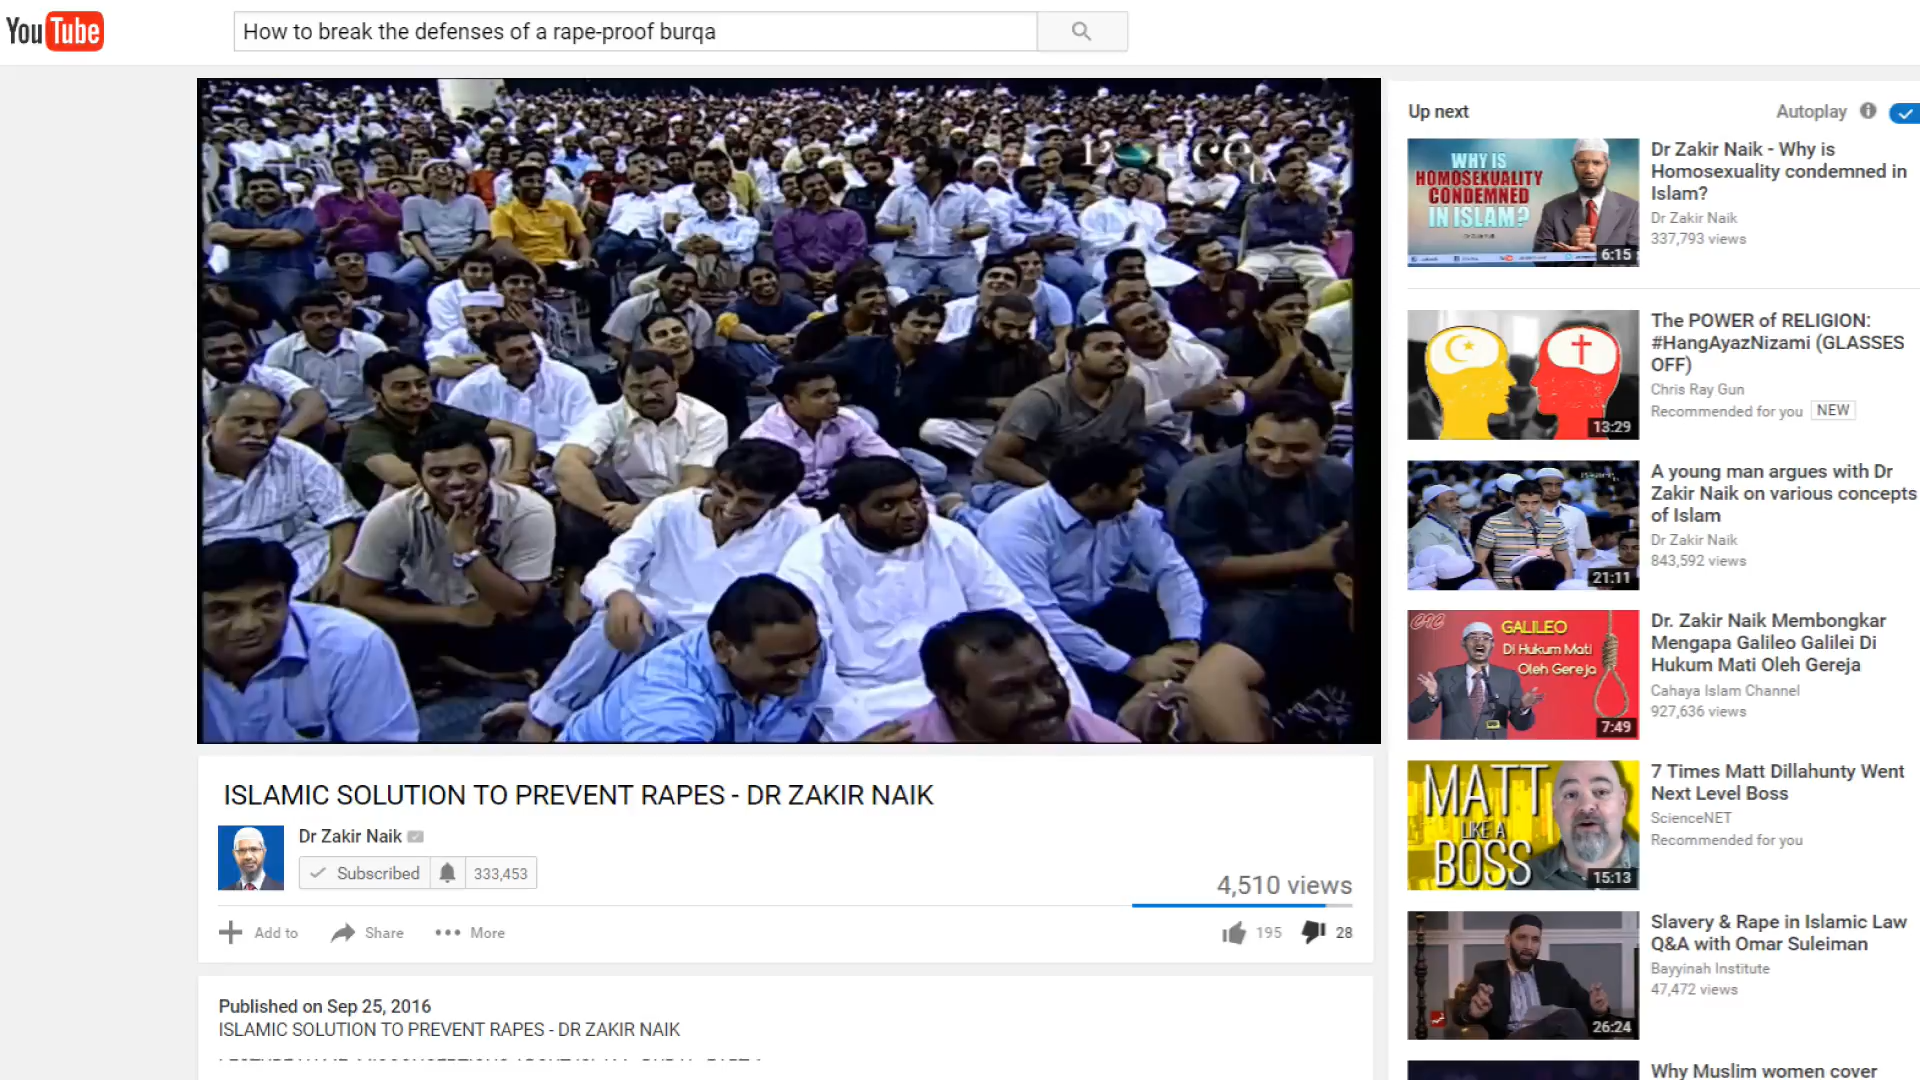 YouTube
How to break the defenses of a rape-proof burqa
Up next
Autoplay
WHY IS
HOMOSEXUALITY
CONDEMNED
IN ISLAM?
6:15
Dr Zakir Naik - Why is
Homosexuality condemned in
Islam?
Dr Zakir Naik
337,793 views
13:29
The POWER of RELIGION:
#HangAyazNizami (GLASSES
OFF)
Chris Ray Gun
Recommended for you NEW
21:11
A young man argues with Dr
Zakir Naik on various concepts
of Islam
Dr Zakir Naik
843,592 views
CIC
GALILEO
Di Hukum Mati
Oleh Gereja
7:49
Dr. Zakir Naik Membongkar
Mengapa Galileo Galilei Di
Hukum Mati Oleh Gereja
Cahaya Islam Channel
927,636 views
MATT
LIKE A
BOSS
15:13
7 Times Matt Dillahunty Went
Next Level Boss
ScienceNET
Recommended for you
26:24
Slavery & Rape in Islamic Law
Q&A with Omar Suleiman
Bayyinah Institute
47,472 views
Why Muslim women cover
ISLAMIC SOLUTION TO PREVENT RAPES - DR ZAKIR NAIK
Dr Zakir Naik
Subscribed 333,453
4,510 views
Add to Share More
195 28
Published on Sep 25, 2016
ISLAMIC SOLUTION TO PREVENT RAPES - DR ZAKIR NAIK